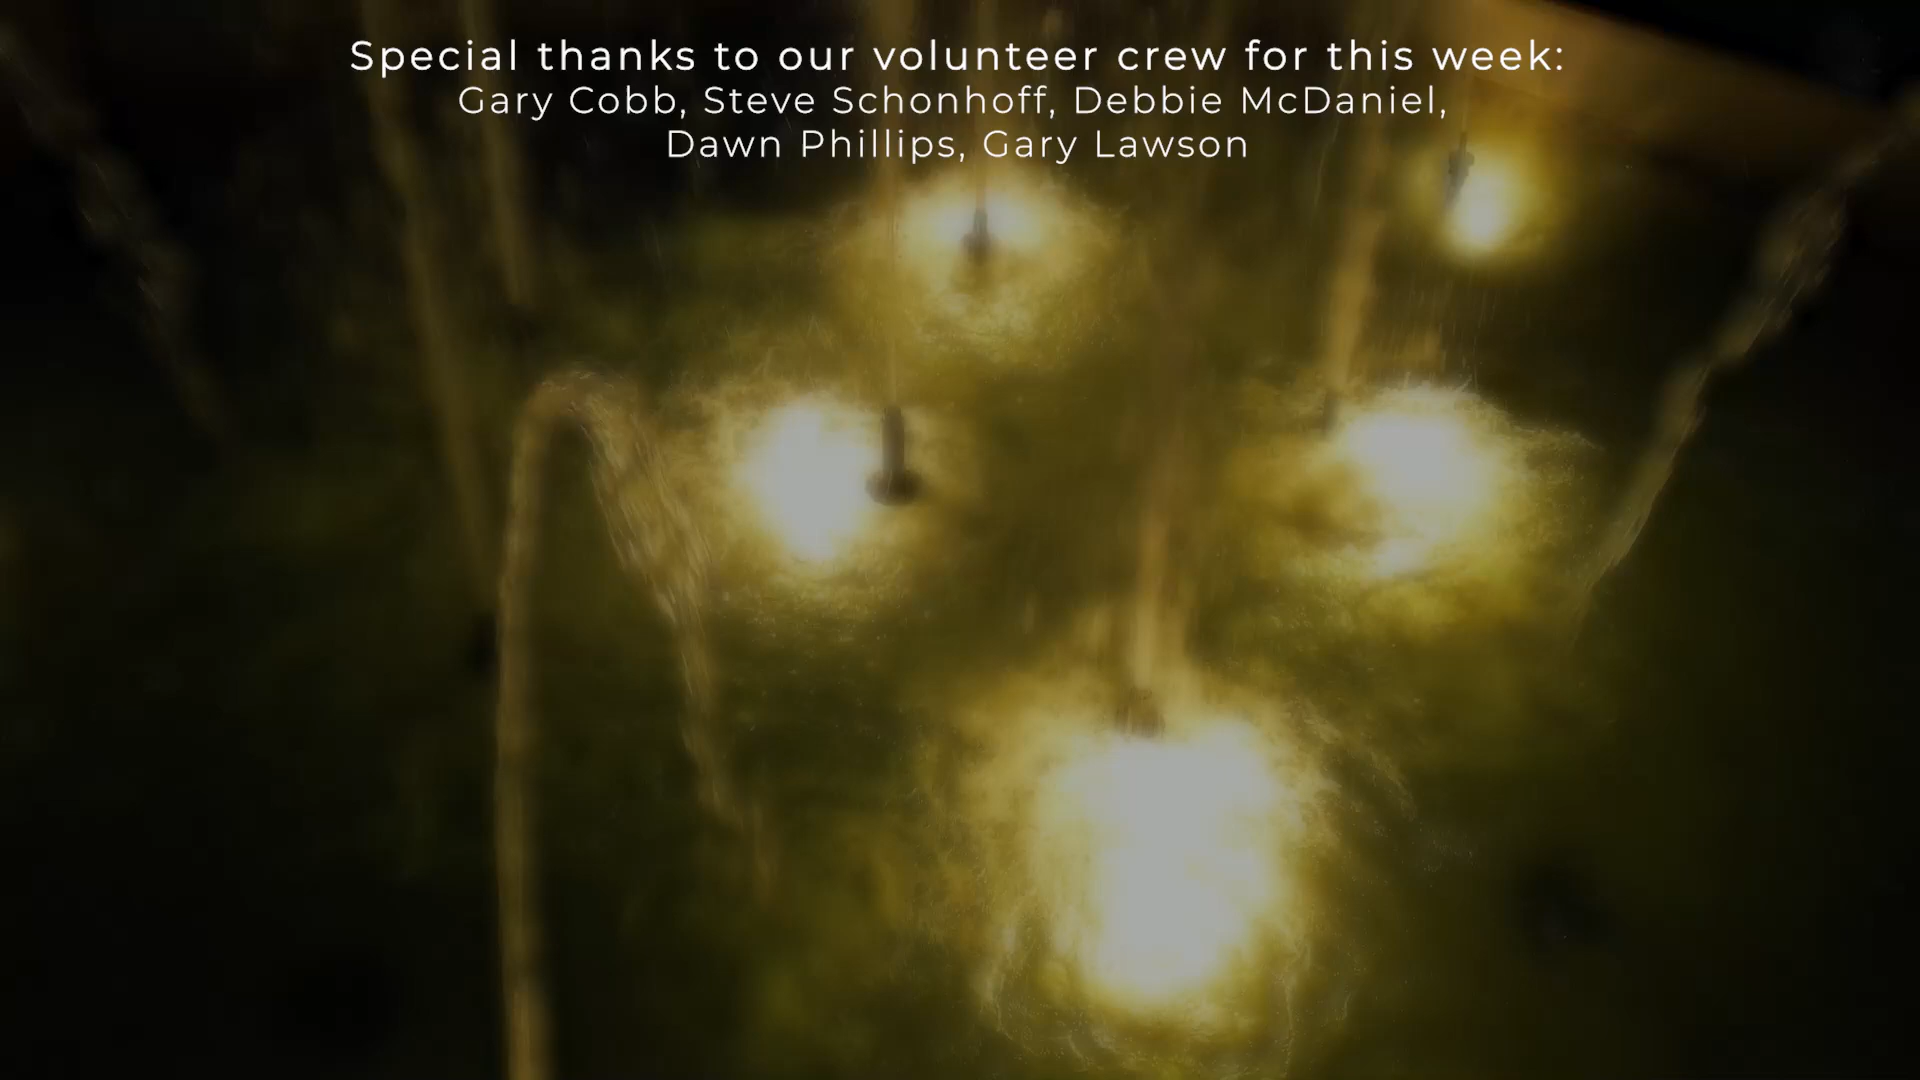 Special thanks to our volunteer crew for this week:
Gary Cobb, Steve Schonhoff, Debbie McDaniel,
Dawn Phillips, Gary Lawson